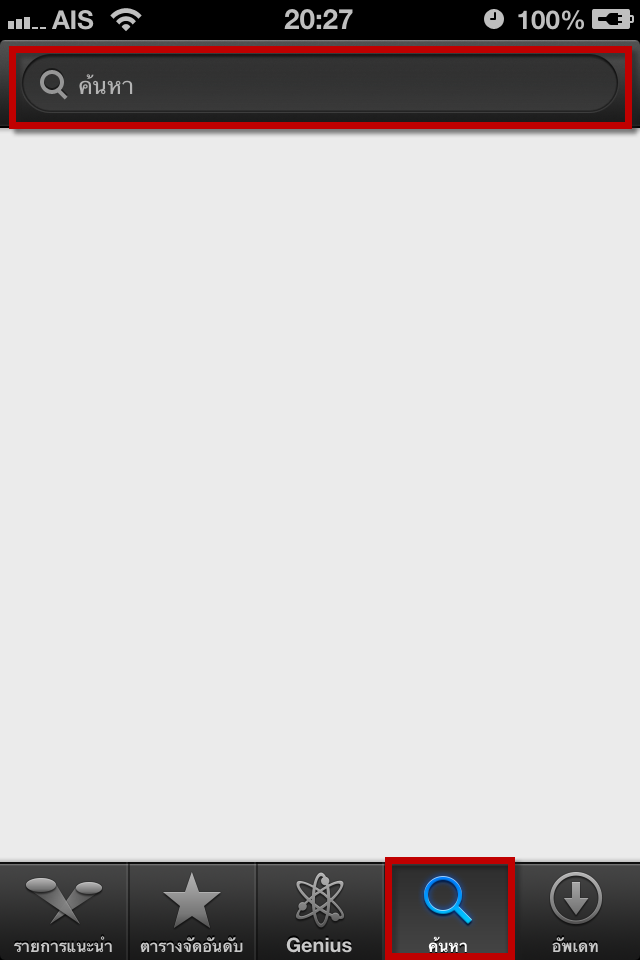 AIS 20:27 100%
ค้นหา
รายการแนะนำ ตารางจัดอันดับ Genius ค้นหา อัพเดท